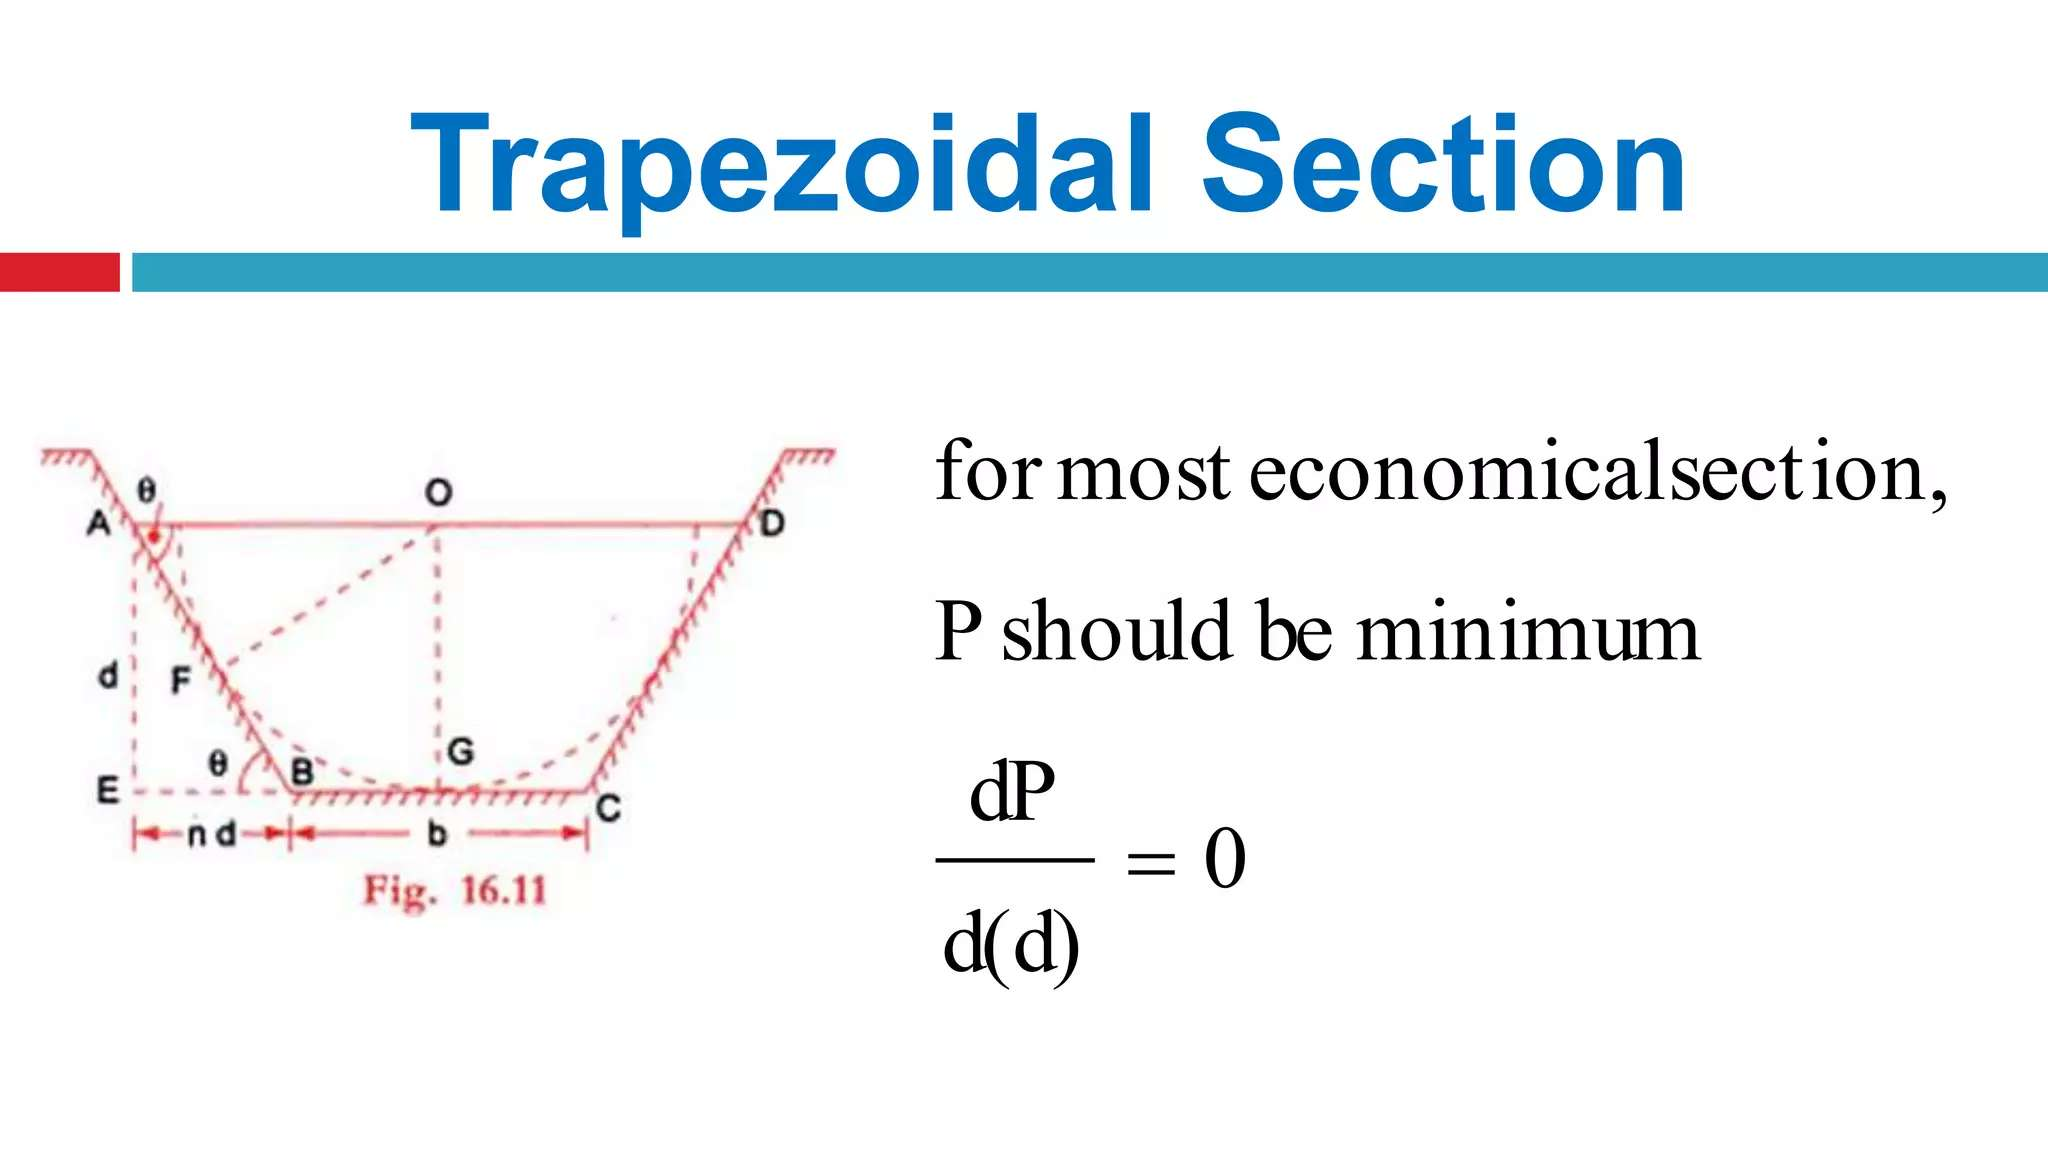 Trapezoidal Section
θ
O
A
D
d
F
θ
B
G
E
C
n d
b
Fig. 16.11
for most economicalsection,
P should be minimum
dP
= 0
d(d)